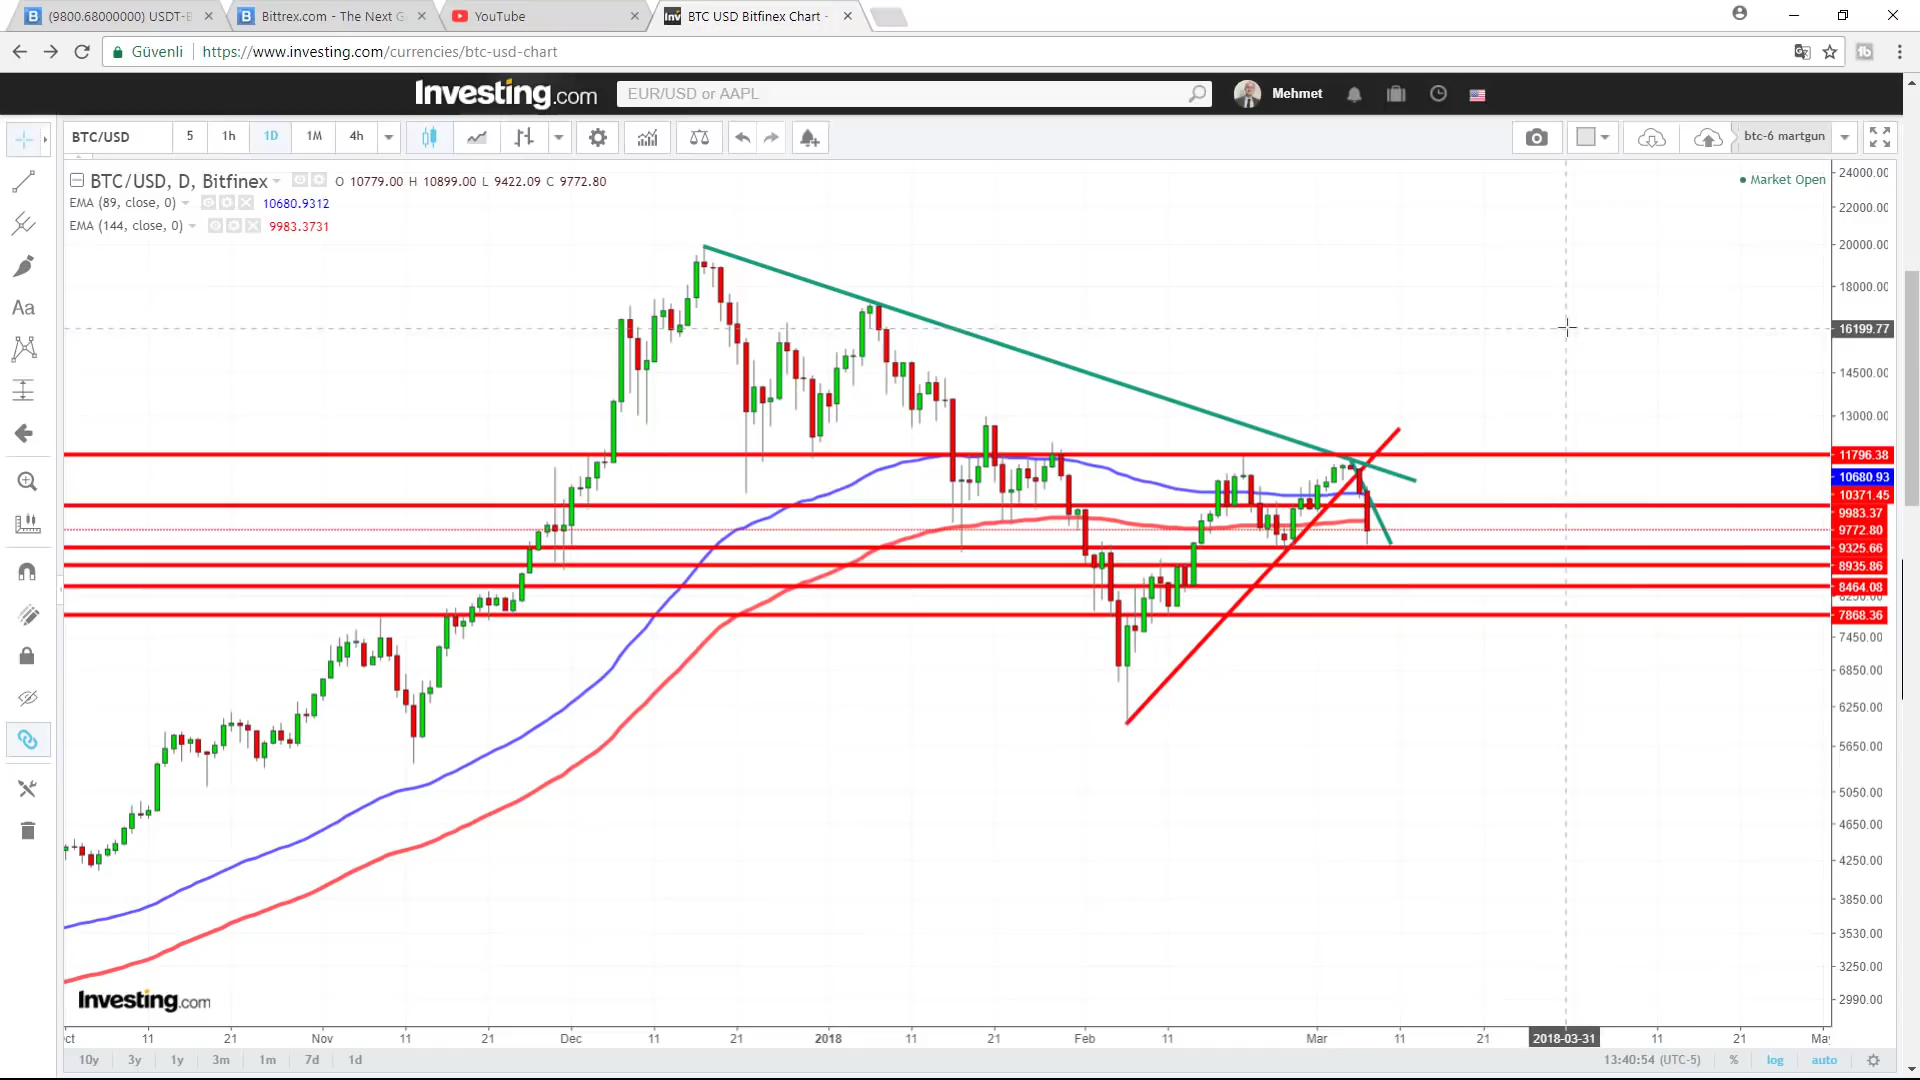 (9800.68000000) USDT-B
Bittrex.com - The Next G
YouTube
BTC USD Bitfinex Chart -
Güvenli
https://www.investing.com/currencies/btc-usd-chart
Investing.com
EUR/USD or AAPL
Mehmet
BTC/USD
5
1h
1D
1M
4h
btc-6 martgun
BTC/USD, D, Bitfinex
O 10779.00 H 10899.00 L 9422.09 C 9772.80
Market Open
EMA (89, close, 0)
10680.9312
EMA (144, close, 0)
9983.3731
Aa
24000.00
22000.00
20000.00
18000.00
16199.77
14500.00
13000.00
11796.38
10680.93
10371.45
9983.37
9772.80
9325.66
8935.86
8464.08
7868.36
7450.00
6850.00
6250.00
5650.00
5050.00
4650.00
4250.00
3850.00
3530.00
3250.00
2990.00
Investing.com
11
21
Nov
11
21
Dec
11
21
2018
11
21
Feb
11
Mar
11
21
2018-03-31
11
21
10y
3y
1y
3m
1m
7d
1d
13:40:54 (UTC-5)
%
log
auto